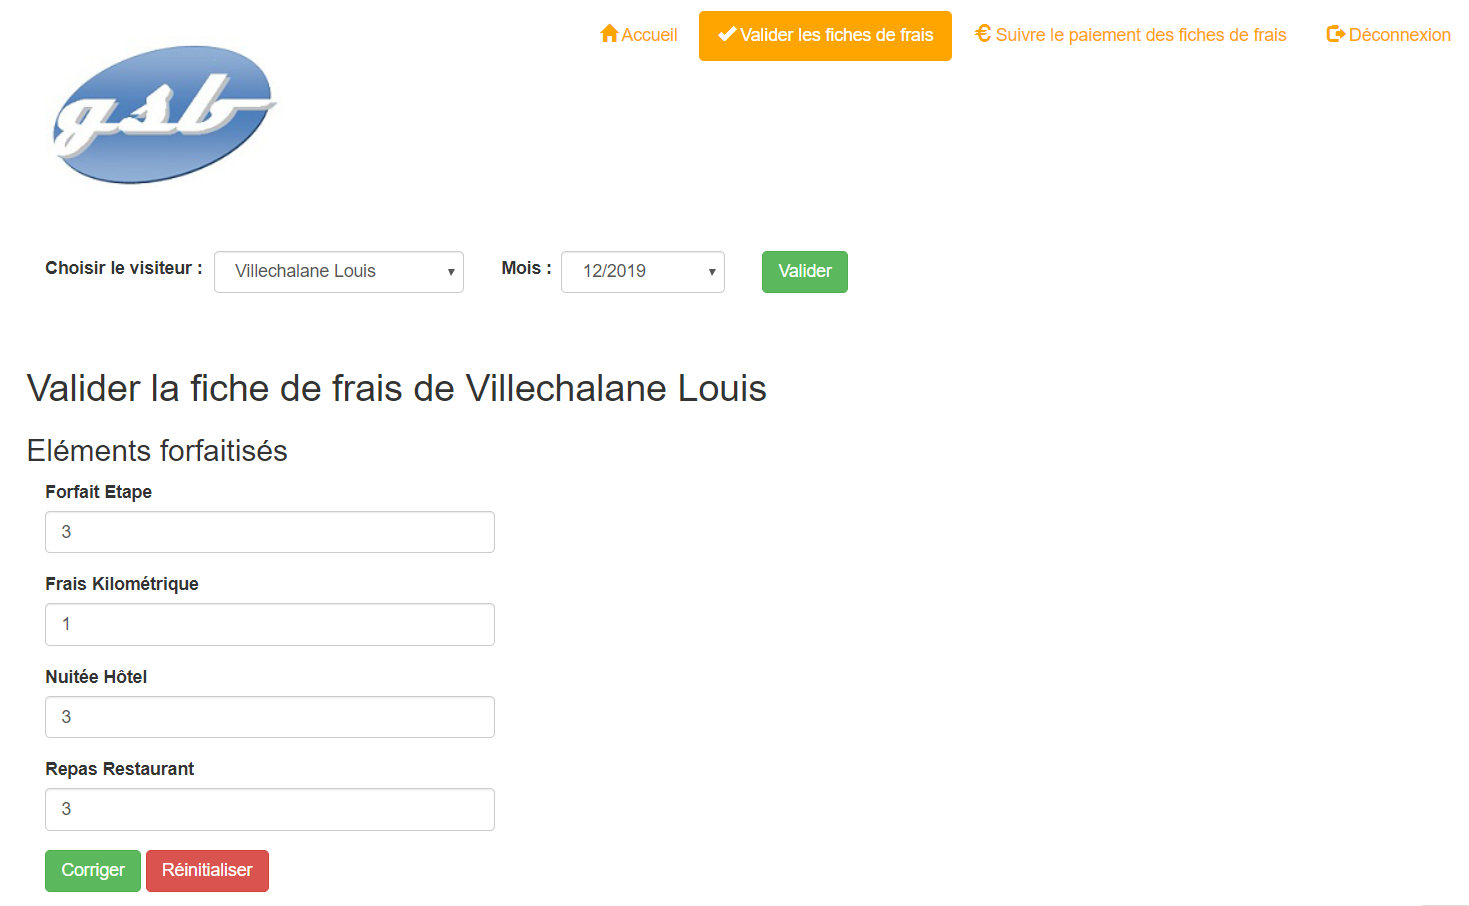 Accueil Valider les fiches de frais € Suivre le paiement des fiches de frais Déconnexion
gsb
Choisir le visiteur : Villechalane Louis Mois : 12/2019 Valider
Valider la fiche de frais de Villechalane Louis
Eléments forfaitisés
Forfait Etape
3
Frais Kilométrique
1
Nuitée Hôtel
3
Repas Restaurant
3
Corriger Réinitialiser